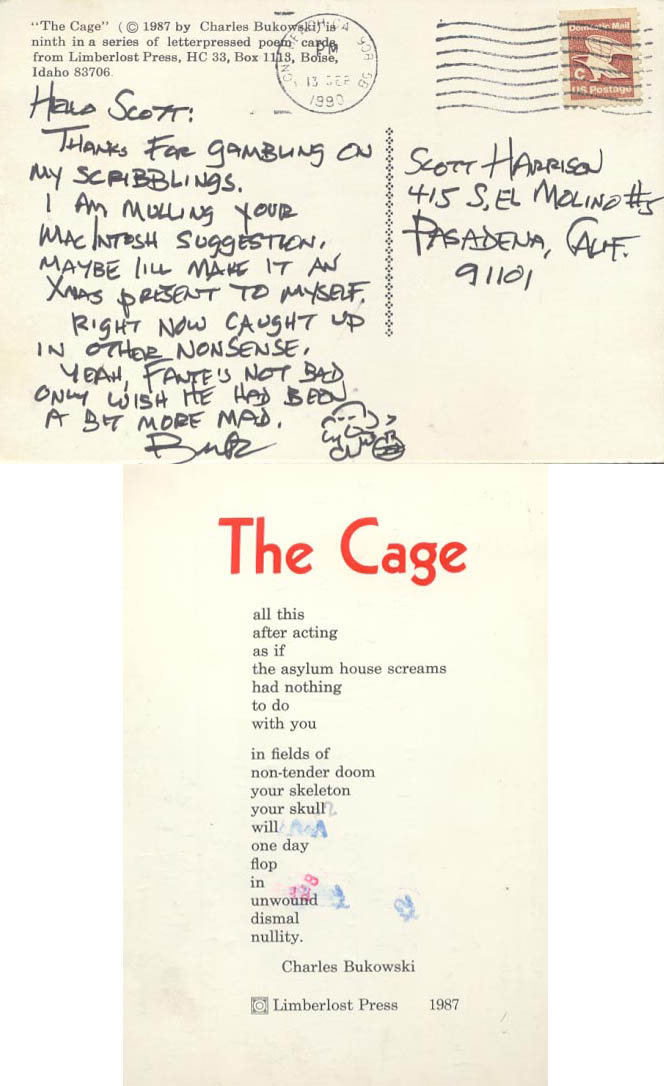 "The Cage" (© 1987 by Charles Bukowski) is
ninth in a series of letterpressed poem cards
from Limberlost Press, HC 33, Box 1113, Boise,
Idaho 83706.
PM
13 SEP
1990
Domestic Mail
C
US Postage
HELLO SCOTT:
THANKS FOR GAMBLING ON
MY SCRIBBLINGS.
I AM MULLING YOUR
MACINTOSH SUGGESTION.
MAYBE I'LL MAKE IT AN
XMAS PRESENT TO MYSELF.
RIGHT NOW CAUGHT UP
IN OTHER NONSENSE.
YEAH, FANTE'S NOT BAD
ONLY WISH HE HAD BEEN
A BIT MORE MAD.
Buk
SCOTT HARRISON
415 S. EL MOLINO #5
PASADENA, CALIF.
91101
The Cage
all this
after acting
as if
the asylum house screams
had nothing
to do
with you
in fields of
non-tender doom
your skeleton
your skull
will
one day
flop
in
unwound
dismal
nullity.
Charles Bukowski
Limberlost Press 1987